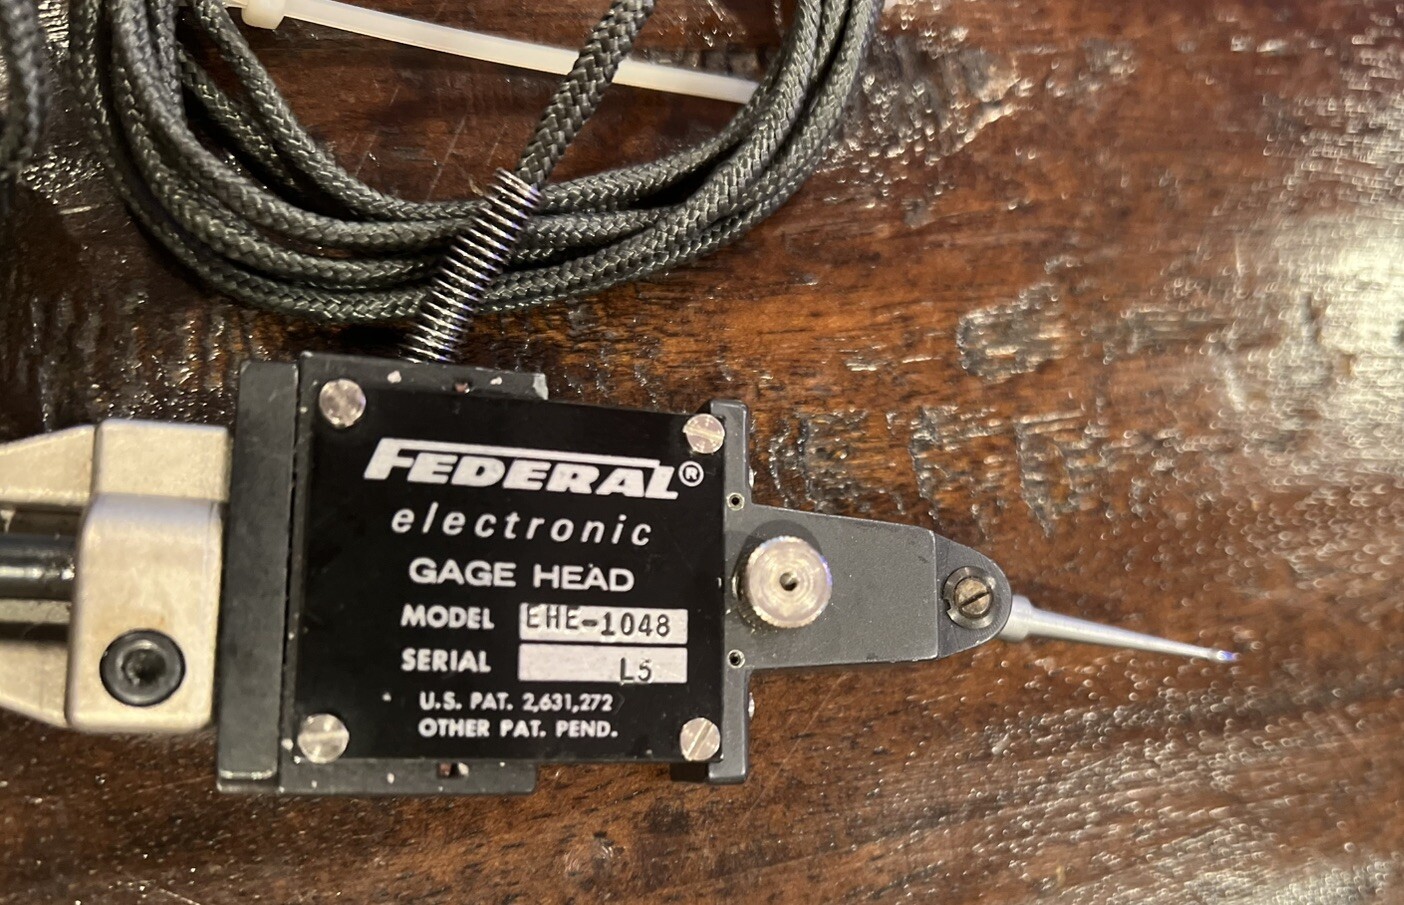 FEDERAL®
electronic
GAGE HEAD
MODEL EHE-1048
SERIAL L5
U.S. PAT. 2,631,272
OTHER PAT. PEND.